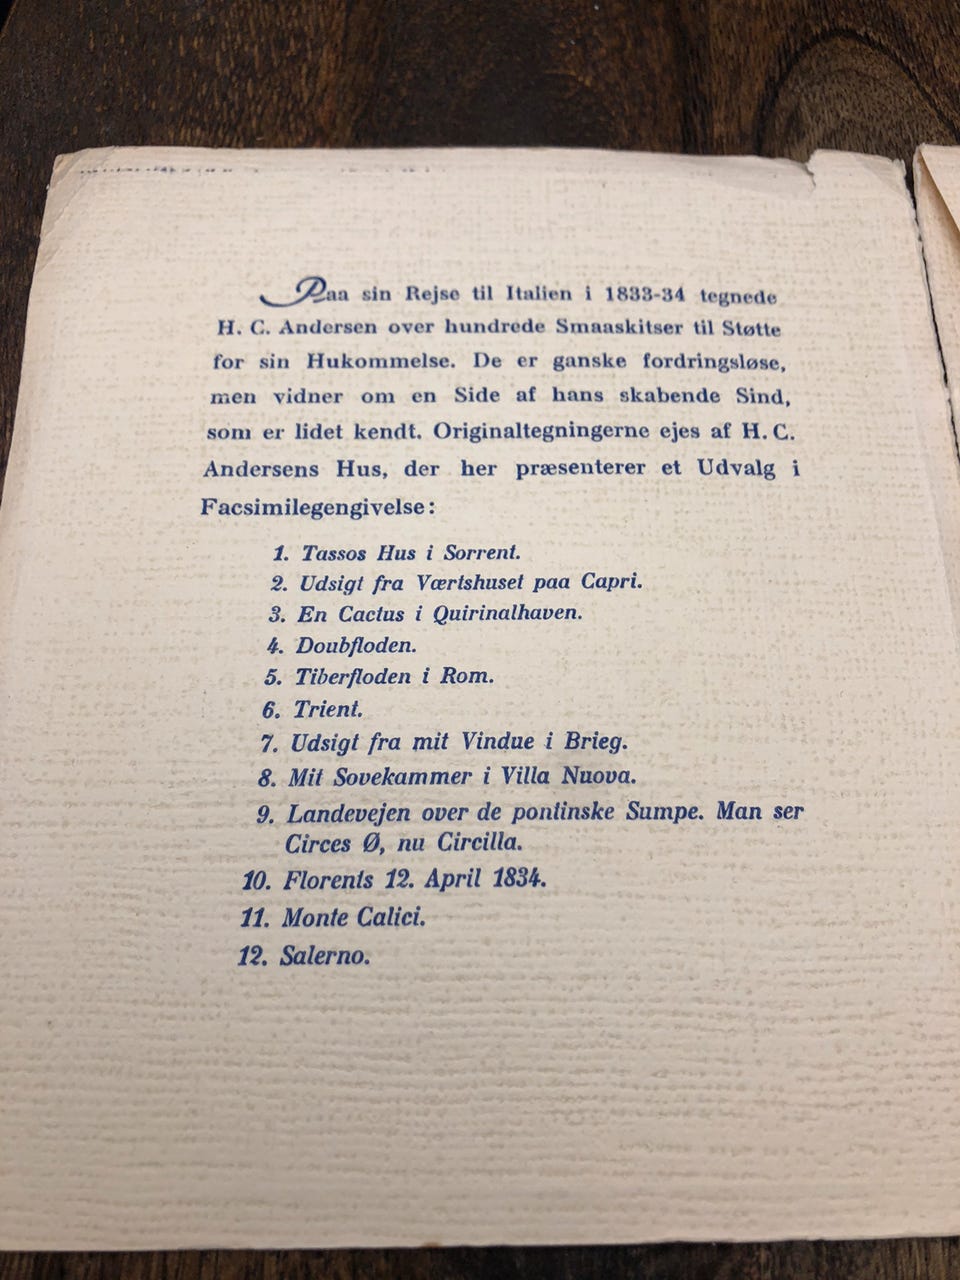 Paa sin Rejse til Italien i 1833-34 tegnede
H. C. Andersen over hundrede Smaaskitser til Støtte
for sin Hukommelse. De er ganske fordringsløse,
men vidner om en Side af hans skabende Sind,
som er lidet kendt. Originaltegningerne ejes af H. C.
Andersens Hus, der her præsenterer et Udvalg i
Facsimilegengivelse:
1. Tassos Hus i Sorrent.
2. Udsigt fra Værtshuset paa Capri.
3. En Cactus i Quirinalhaven.
4. Doubfloden.
5. Tiberfloden i Rom.
6. Trient.
7. Udsigt fra mit Vindue i Brieg.
8. Mit Sovekammer i Villa Nuova.
9. Landevejen over de pontinske Sumpe. Man ser
Circes Ø, nu Circilla.
10. Florents 12. April 1834.
11. Monte Calici.
12. Salerno.